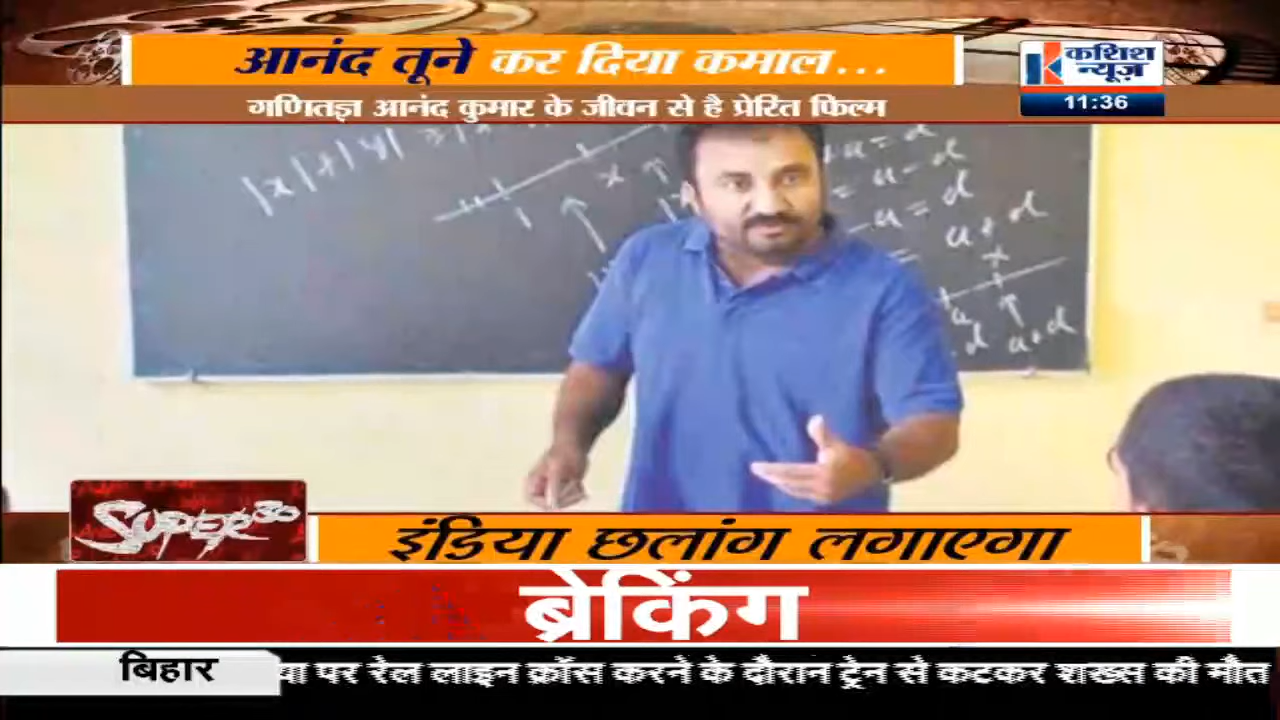 आनंद तूने कर दिया कमाल...
गणितज्ञ आनंद कुमार के जीवन से है प्रेरित फिल्म
कशिश
न्यूज़
11:36
|x|+|y| ≥ |x
x
+a = d
= a-d
-a = d
=
a+d
x
a
d a+d
SUPER 30
इंडिया छलांग लगाएगा
ब्रेकिंग
बिहार
पर रेल लाइन क्रॉस करने के दौरान ट्रेन से कटकर शख्स की मौत